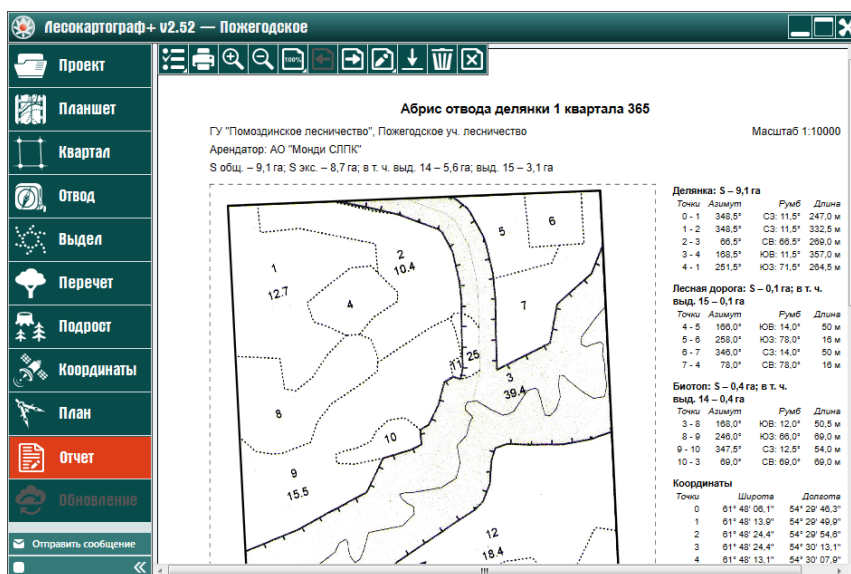 Лесокартограф+ v2.52 — Пожегодское
Проект
Планшет
Квартал
Отвод
Выдел
Перечет
Подрост
Координаты
План
Отчет
Обновление
Отправить сообщение
100%
Абрис отвода делянки 1 квартала 365
ГУ "Помоздинское лесничество", Пожегодское уч. лесничество
Масштаб 1:10000
Арендатор: АО "Монди СЛПК"
S общ. – 9,1 га; S экс. – 8,7 га; в т. ч. выд. 14 – 5,6 га; выд. 15 – 3,1 га
1
12.7
2
10.4
4
5
6
7
11
25
3
39.4
8
10
9
15.5
12
18.4
Делянка: S – 9,1 га
Точки Азимут Румб Длина
0 - 1 348,5° СЗ: 11,5° 247,0 м
1 - 2 348,5° СЗ: 11,5° 332,5 м
2 - 3 66,5° СВ: 66,5° 269,0 м
3 - 4 168,5° ЮВ: 11,5° 357,0 м
4 - 1 251,5° ЮЗ: 71,5° 264,5 м
Лесная дорога: S – 0,1 га; в т. ч.
выд. 15 – 0,1 га
Точки Азимут Румб Длина
4 - 5 166,0° ЮВ: 14,0° 50 м
5 - 6 258,0° ЮЗ: 78,0° 16 м
6 - 7 346,0° СЗ: 14,0° 50 м
7 - 4 78,0° СВ: 78,0° 16 м
Биотоп: S – 0,4 га; в т. ч.
выд. 14 – 0,4 га
Точки Азимут Румб Длина
3 - 8 168,0° ЮВ: 12,0° 50,5 м
8 - 9 246,0° ЮЗ: 66,0° 69,0 м
9 - 10 347,5° СЗ: 12,5° 54,0 м
10 - 3 69,0° СВ: 69,0° 69,0 м
Координаты
Точки Широта Долгота
0 61° 48' 06,1" 54° 29' 46,3"
1 61° 48' 13,9" 54° 29' 49,9"
2 61° 48' 24,4" 54° 29' 54,6"
3 61° 48' 24,4" 54° 30' 13,1"
4 61° 48' 13,1" 54° 30' 07,9"